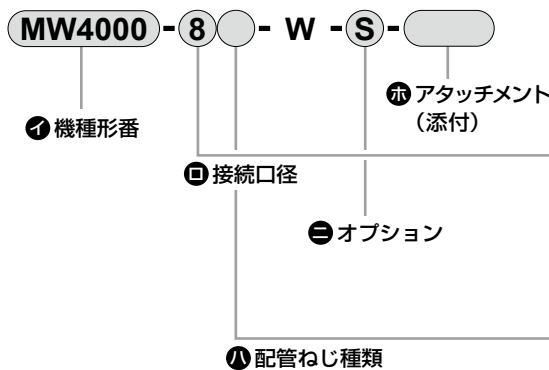 MW4000-8 - W -S-
㋭アタッチメント
(添付)
㋑機種形番
㋺接続口径
㋥オプション
㋩配管ねじ種類